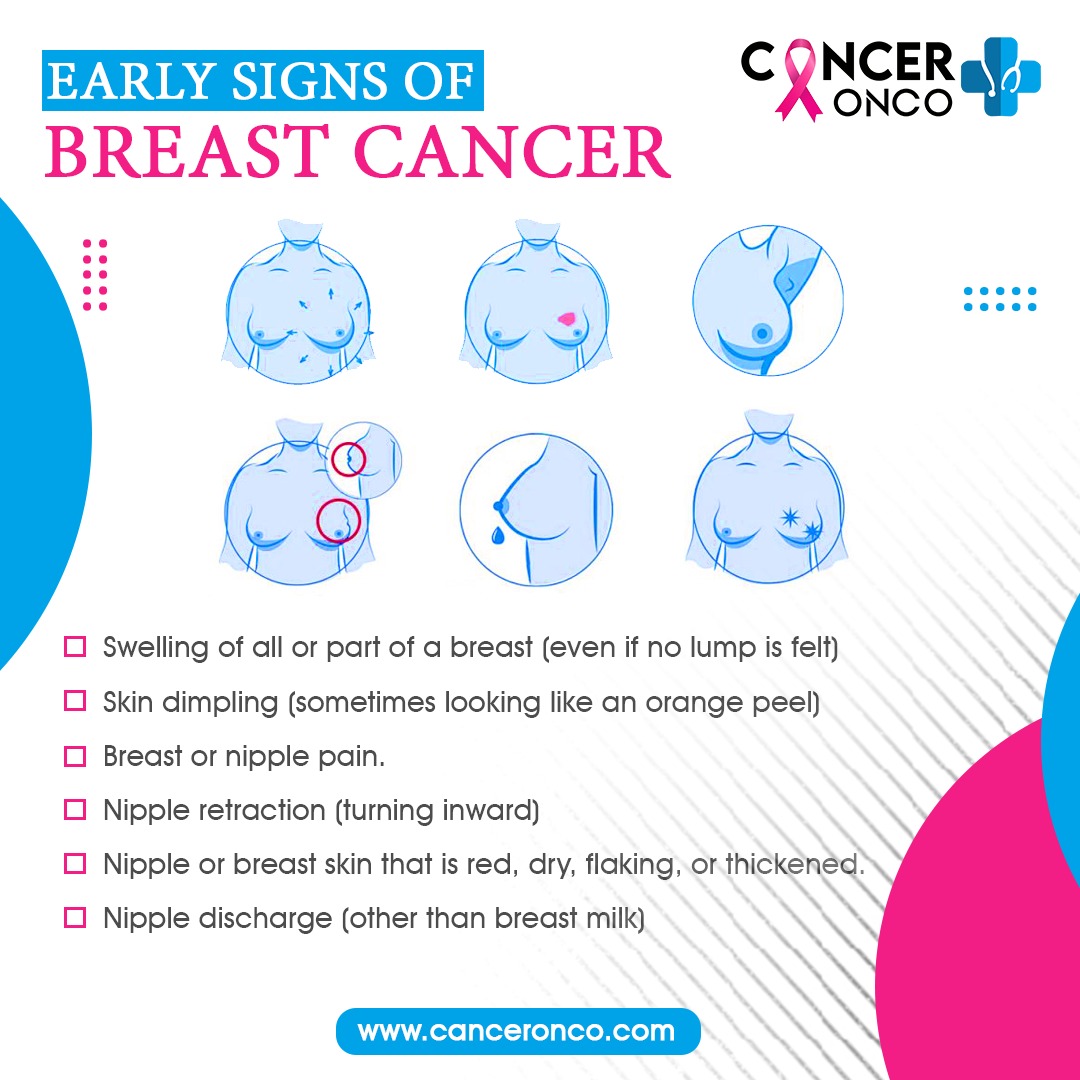 EARLY SIGNS OF
BREAST CANCER
CANCER
ONCO
Swelling of all or part of a breast (even if no lump is felt)
Skin dimpling (sometimes looking like an orange peel)
Breast or nipple pain.
Nipple retraction (turning inward)
Nipple or breast skin that is red, dry, flaking, or thickened.
Nipple discharge (other than breast milk)
www.canceronco.com